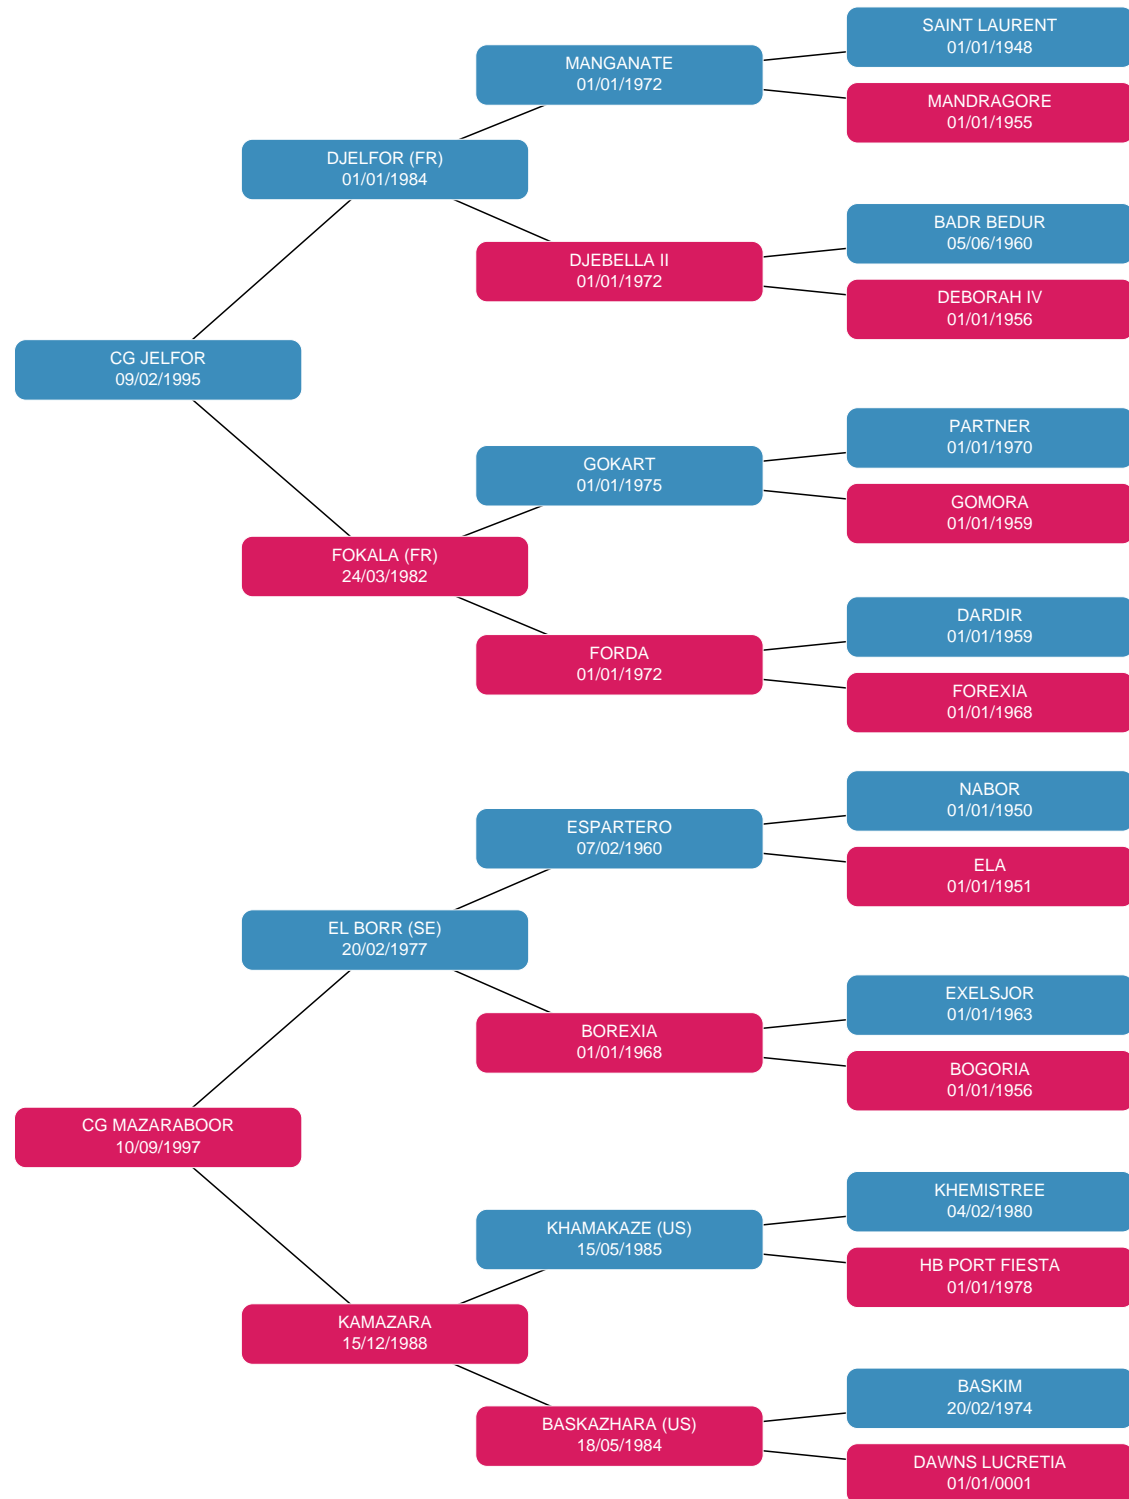 SAINT LAURENT
01/01/1948
MANGANATE
01/01/1972
MANDRAGORE
01/01/1955
DJELFOR (FR)
01/01/1984
BADR BEDUR
05/06/1960
DJEBELLA II
01/01/1972
DEBORAH IV
01/01/1956
CG JELFOR
09/02/1995
PARTNER
01/01/1970
GOKART
01/01/1975
GOMORA
01/01/1959
FOKALA (FR)
24/03/1982
DARDIR
01/01/1959
FORDA
01/01/1972
FOREXIA
01/01/1968
NABOR
01/01/1950
ESPARTERO
07/02/1960
ELA
01/01/1951
EL BORR (SE)
20/02/1977
EXELSJOR
01/01/1963
BOREXIA
01/01/1968
BOGORIA
01/01/1956
CG MAZARABOOR
10/09/1997
KHEMISTREE
04/02/1980
KHAMAKAZE (US)
15/05/1985
HB PORT FIESTA
01/01/1978
KAMAZARA
15/12/1988
BASKIM
20/02/1974
BASKAZHARA (US)
18/05/1984
DAWNS LUCRETIA
01/01/0001